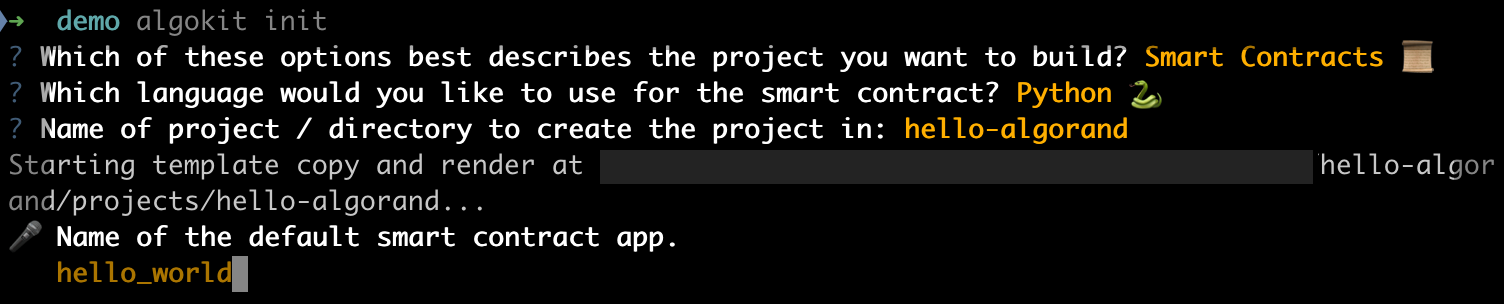 ➜ demo algokit init
? Which of these options best describes the project you want to build? Smart Contracts 📜
? Which language would you like to use for the smart contract? Python 🐍
? Name of project / directory to create the project in: hello-algorand
Starting template copy and render at /hello-algor
and/projects/hello-algorand...
🎤 Name of the default smart contract app.
hello_world